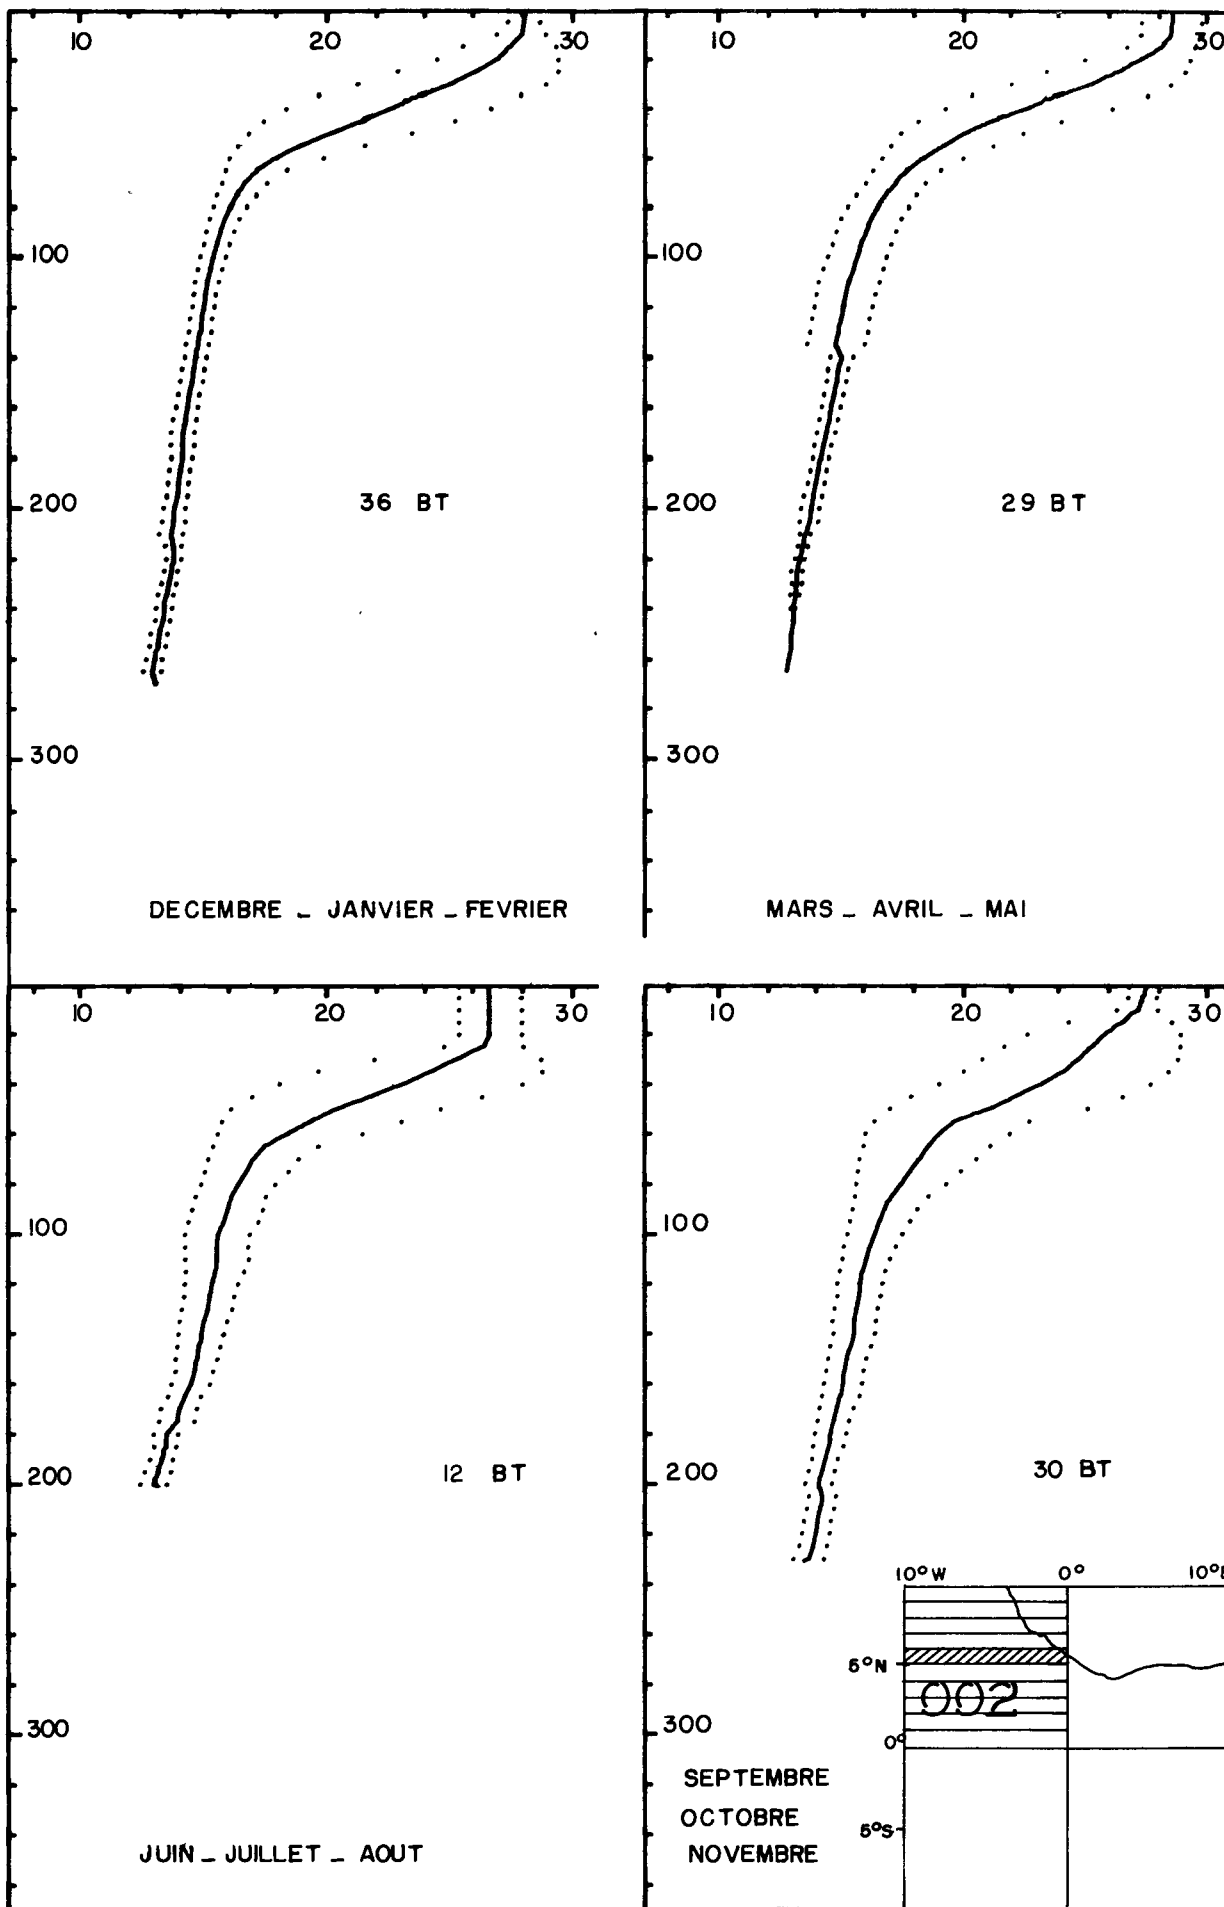 10 20 30
100
200
36 BT
300
DECEMBRE _ JANVIER _ FEVRIER
10 20 30
100
200
29 BT
300
MARS _ AVRIL _ MAI
10 20 30
100
200
12 BT
300
JUIN _ JUILLET _ AOUT
10 20 30
100
200
30 BT
300
SEPTEMBRE
OCTOBRE
NOVEMBRE
10°W 0° 10°E
5°N
002
0°
5°S